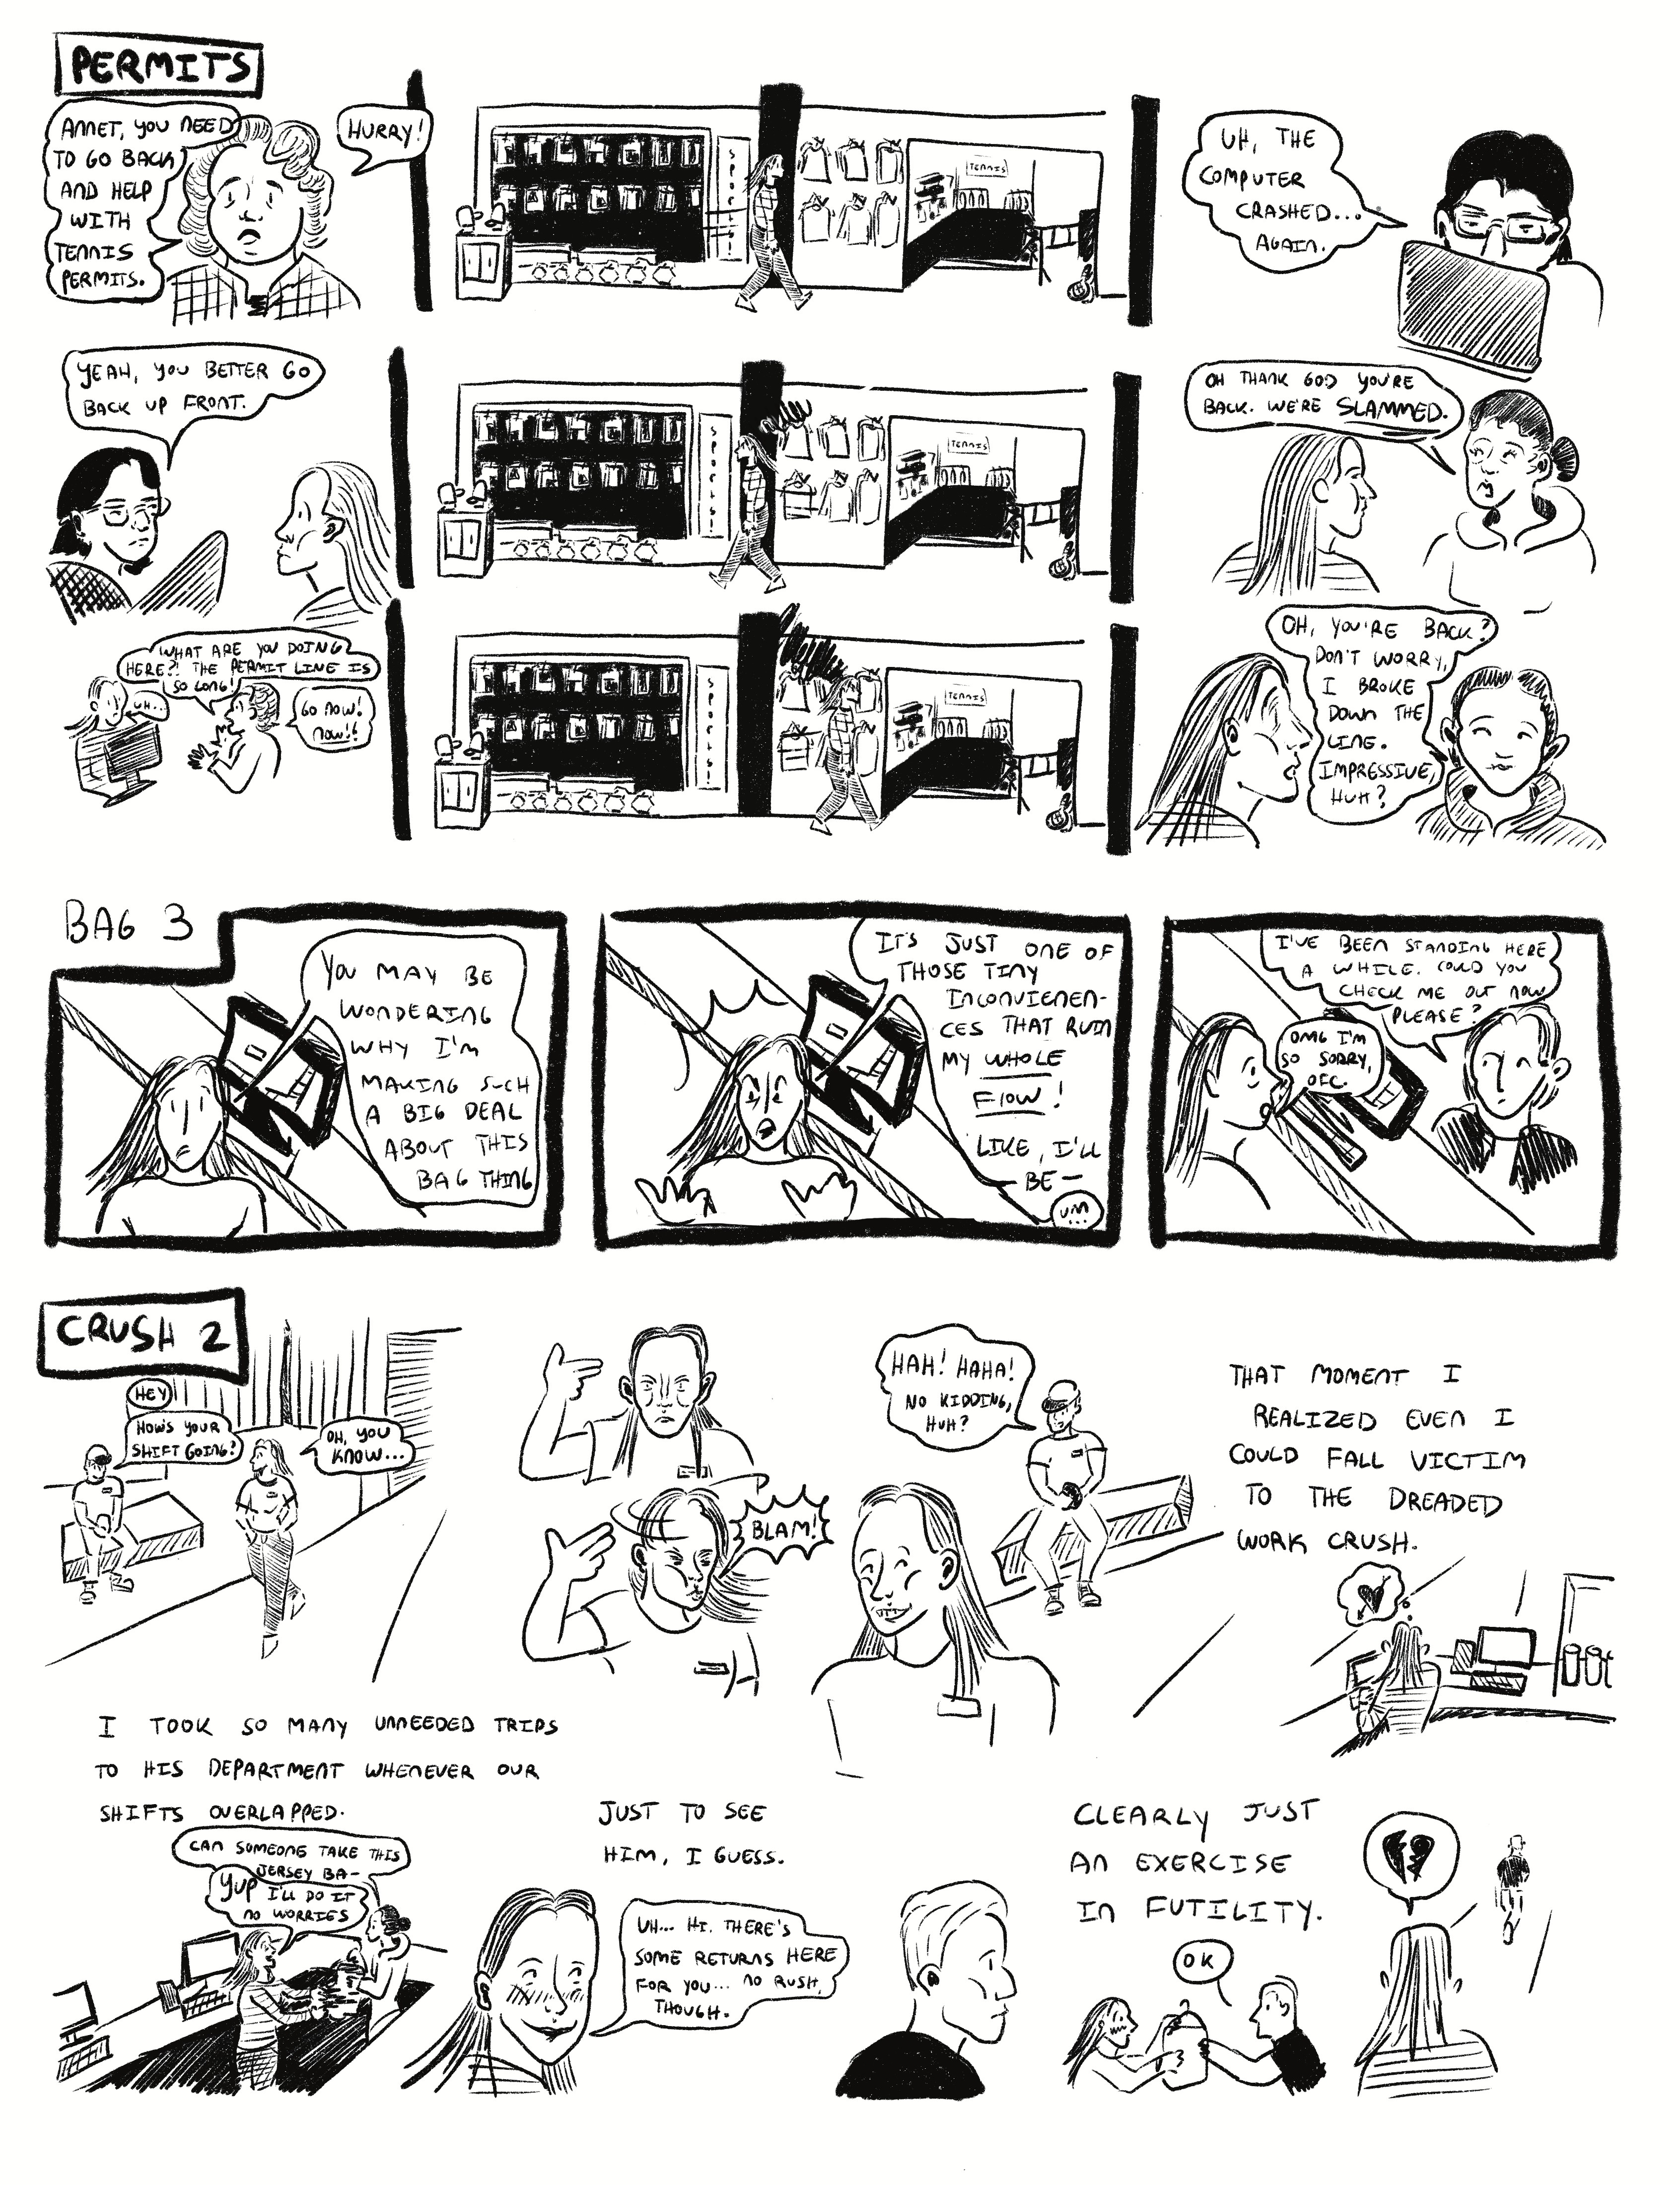 PERMITS
ANNET, YOU NEED
TO GO BACK
AND HELP
WITH
TENNIS
PERMITS.
HURRY!
SPORTS!
TENNIS
UH, THE
COMPUTER
CRASHED...
AGAIN.
YEAH, YOU BETTER GO
BACK UP FRONT.
SPORTS!
TENNIS
OH THANK GOD YOU'RE
BACK. WE'RE SLAMMED.
WHAT ARE YOU DOING
HERE?! THE PERMIT LINE IS
SO LONG!
UH...
GO NOW!
NOW!!
SPORTS!
TENNIS
OH, YOU'RE BACK?
DON'T WORRY,
I BROKE
DOWN THE
LINE.
IMPRESSIVE,
HUH?
BAG 3
YOU MAY BE
WONDERING
WHY I'M
MAKING SUCH
A BIG DEAL
ABOUT THIS
BAG THING
IT'S JUST ONE OF
THOSE TINY
INCONVIENEN-
CES THAT RUIN
MY WHOLE
FLOW!
LIKE, I'LL
BE-
UM...
I'VE BEEN STANDING HERE
A WHILE. COULD YOU
CHECK ME OUT NOW
PLEASE?
OMG I'M
SO SORRY,
OFC.
CRUSH 2
HEY
HOW'S YOUR
SHIFT GOING?
OH, YOU
KNOW...
BLAM!
HAH! HAHA!
NO KIDDING,
HUH?
THAT MOMENT I
REALIZED EVEN I
COULD FALL VICTIM
TO THE DREADED
WORK CRUSH.
I TOOK SO MANY UNNEEDED TRIPS
TO HIS DEPARTMENT WHENEVER OUR
SHIFTS OVERLAPPED.
CAN SOMEONE TAKE THIS
JERSEY BA-
YUP I'LL DO IT
NO WORRIES
JUST TO SEE
HIM, I GUESS.
UH... HI. THERE'S
SOME RETURNS HERE
FOR YOU... NO RUSH,
THOUGH.
CLEARLY JUST
AN EXERCISE
IN FUTILITY.
OK